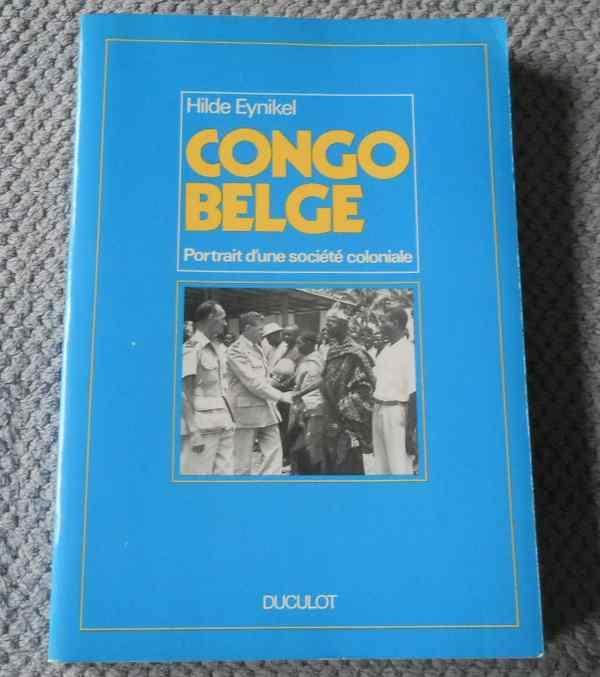 Hilde Eynikel
CONGO
BELGE
Portrait d'une société coloniale
DUCULOT